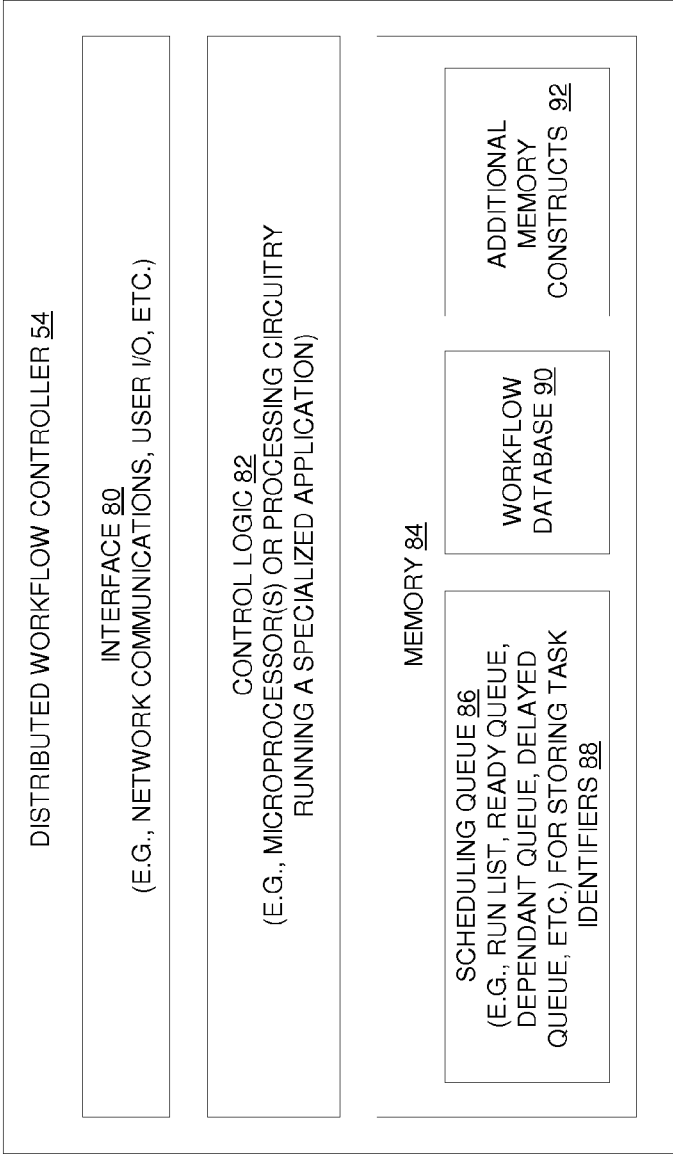 DISTRIBUTED WORKFLOW CONTROLLER 54
INTERFACE 80
(E.G., NETWORK COMMUNICATIONS, USER I/O, ETC.)
CONTROL LOGIC 82
(E.G., MICROPROCESSOR(S) OR PROCESSING CIRCUITRY
RUNNING A SPECIALIZED APPLICATION)
MEMORY 84
SCHEDULING QUEUE 86
(E.G., RUN LIST, READY QUEUE,
DEPENDANT QUEUE, DELAYED
QUEUE, ETC.) FOR STORING TASK
IDENTIFIERS 88
WORKFLOW
DATABASE 90
ADDITIONAL
MEMORY
CONSTRUCTS 92